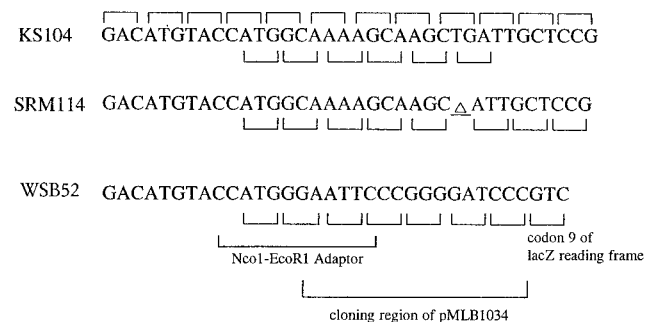 KS104 GACATGTACCATGGCAAAAGCAAGCTGATTGCTCCG
SRM114 GACATGTACCATGGCAAAAGCAAGC△ATTGCTCCG
WSB52 GACATGTACCATGGGAATTCCCGGGGATCCCGTC
Nco1-EcoR1 Adaptor
codon 9 of
lacZ reading frame
cloning region of pMLB1034